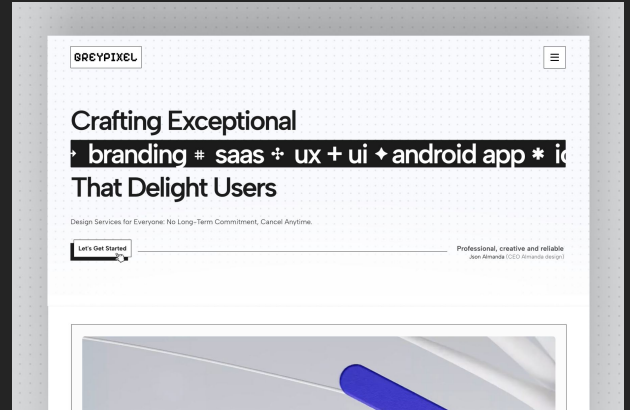 GREYPIXEL
Crafting Exceptional
branding # saas ✣ ux + ui ✦ android app ✱
That Delight Users
Design Services for Everyone: No Long-Term Commitment, Cancel Anytime.
Let's Get Started
Professional, creative and reliable
Json Almanda (CEO Almanda design)